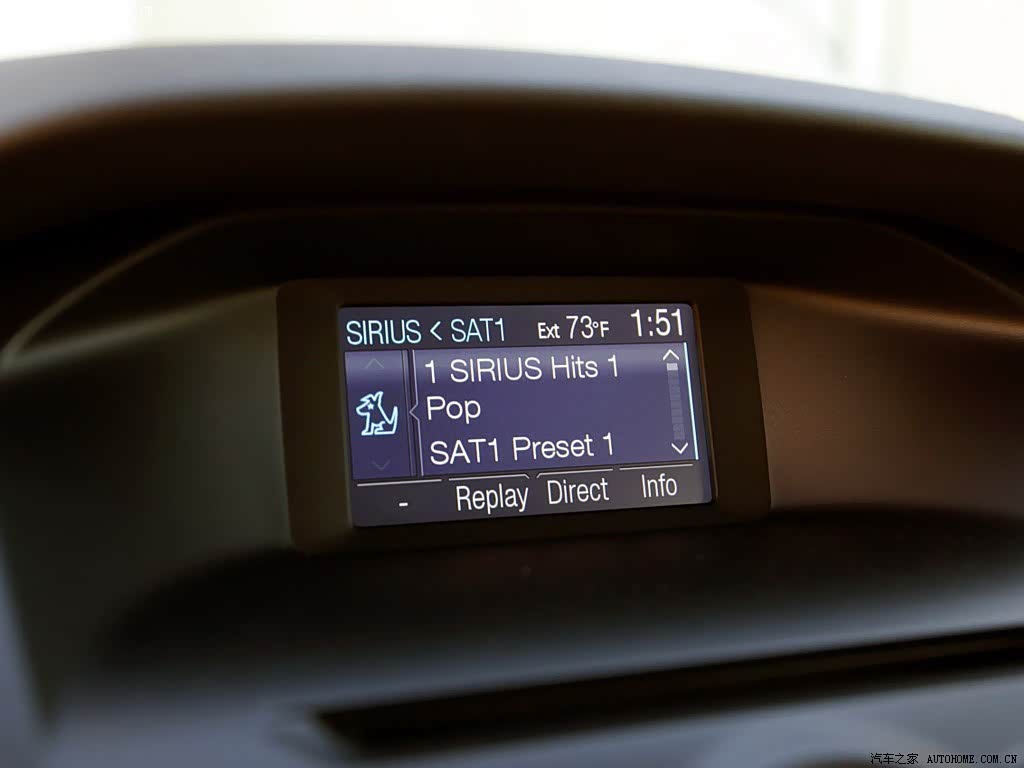 SIRIUS < SAT1 Ext 73°F 1:51
1 SIRIUS Hits 1
Pop
SAT1 Preset 1
- Replay Direct Info
汽车之家 AUTOHOME.COM.CN